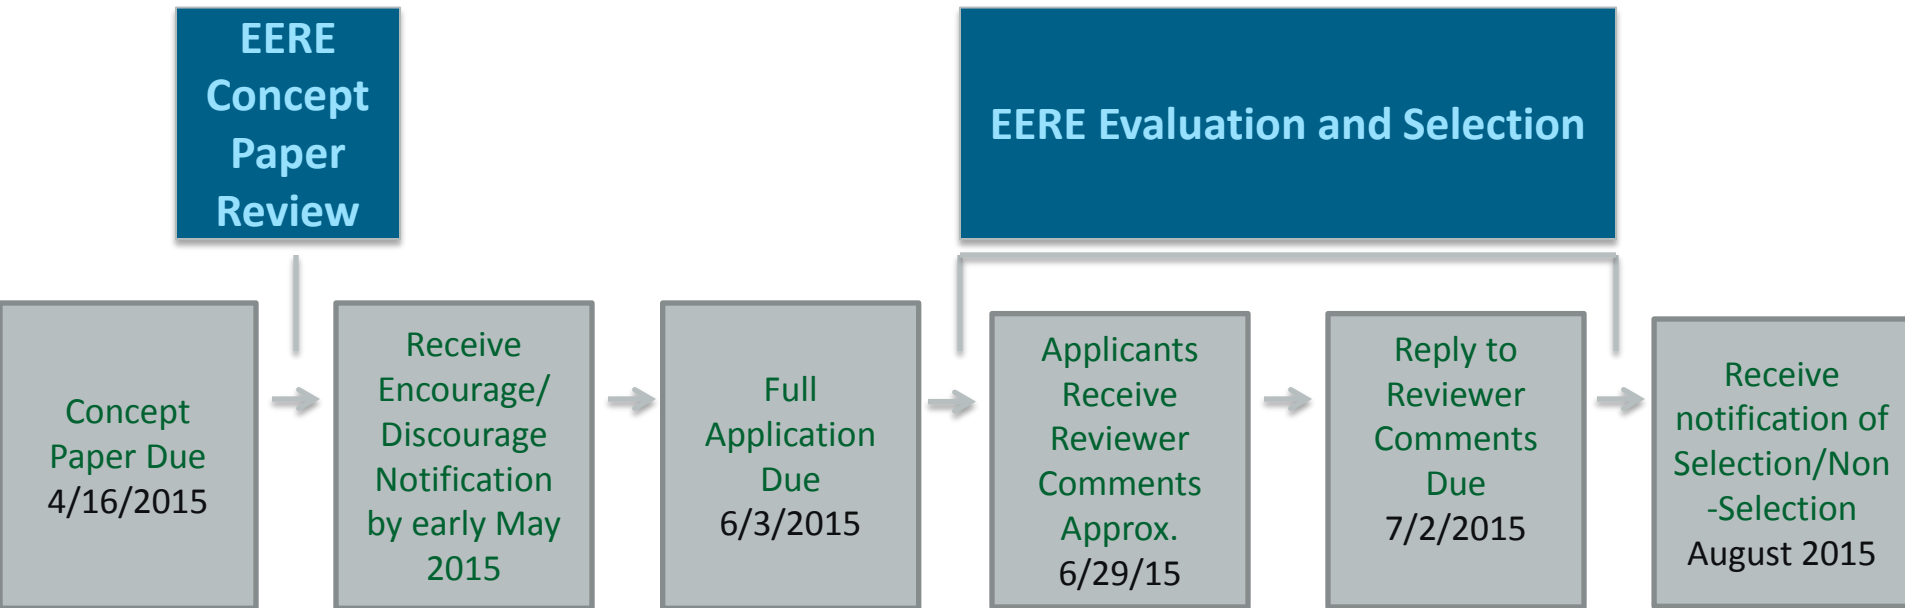 EERE
Concept
Paper
Review
EERE Evaluation and Selection
Concept
Paper Due
4/16/2015
Receive
Encourage/
Discourage
Notification
by early May
2015
Full
Application
Due
6/3/2015
Applicants
Receive
Reviewer
Comments
Approx.
6/29/15
Reply to
Reviewer
Comments
Due
7/2/2015
Receive
notification of
Selection/Non
-Selection
August 2015